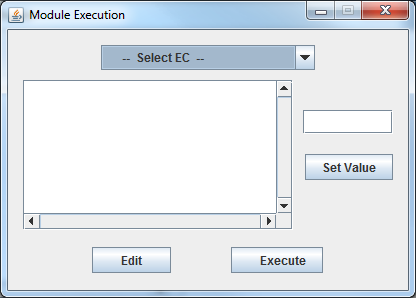 Module Execution
-- Select EC --
Set Value
Edit
Execute